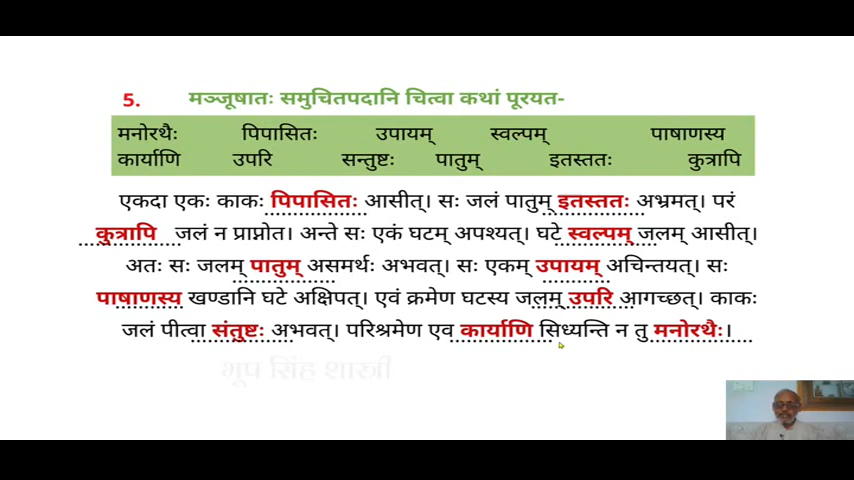 5. मञ्जूषातः समुचितपदानि चित्वा कथां पूरयत-
मनोरथैः पिपासितः उपायम् स्वल्पम् पाषाणस्य
कार्याणि उपरि सन्तुष्टः पातुम् इतस्ततः कुत्रापि
एकदा एकः काकः पिपासितः आसीत्। सः जलं पातुम् इतस्ततः अभ्रमत्। परं
कुत्रापि जलं न प्राप्नोत। अन्ते सः एकं घटम् अपश्यत्। घटे स्वल्पम् जलम् आसीत्।
अतः सः जलम् पातुम् असमर्थः अभवत्। सः एकम् उपायम् अचिन्तयत्। सः
पाषाणस्य खण्डानि घटे अक्षिपत्। एवं क्रमेण घटस्य जलम् उपरि आगच्छत्। काकः
जलं पीत्वा संतुष्टः अभवत्। परिश्रमेण एव कार्याणि सिध्यन्ति न तु मनोरथैः।
भूप सिंह शास्त्री